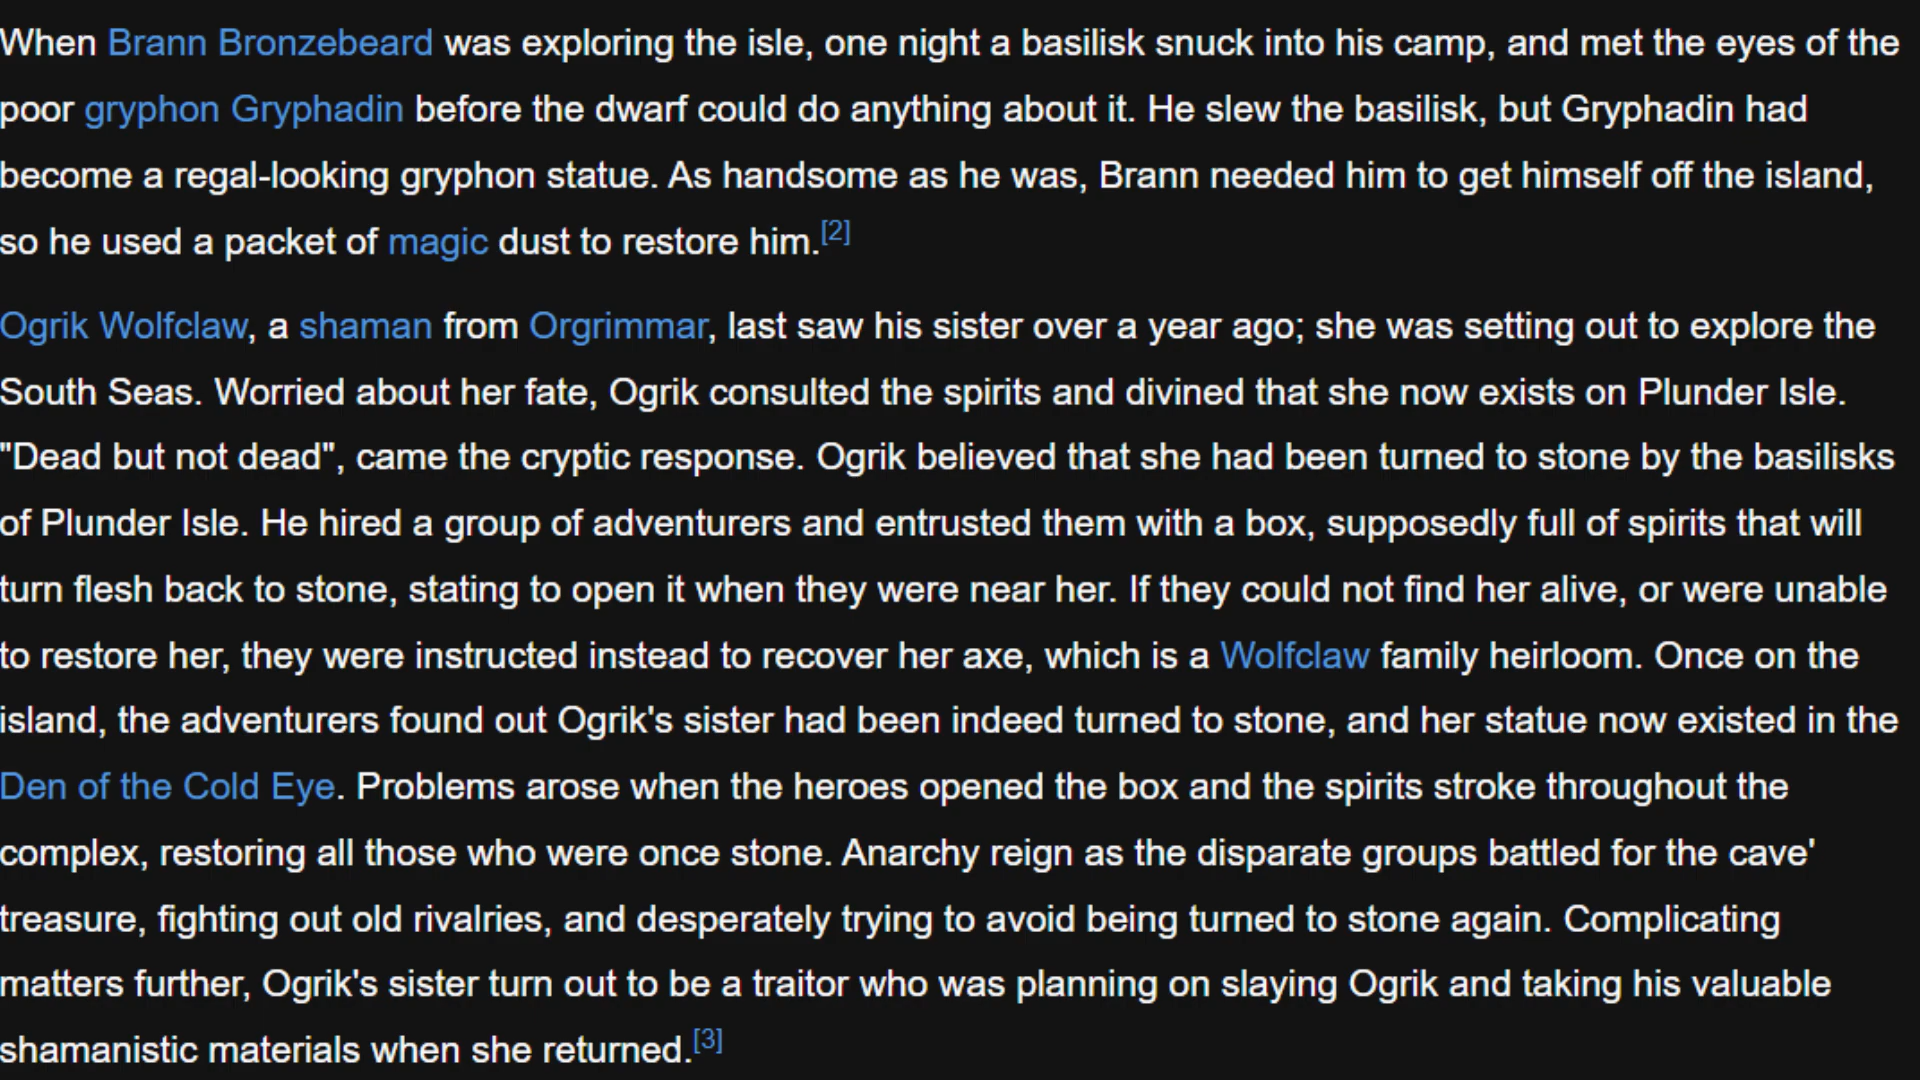 When Brann Bronzebeard was exploring the isle, one night a basilisk snuck into his camp, and met the eyes of the
poor gryphon Gryphadin before the dwarf could do anything about it. He slew the basilisk, but Gryphadin had
become a regal-looking gryphon statue. As handsome as he was, Brann needed him to get himself off the island,
so he used a packet of magic dust to restore him.[2]
Ogrik Wolfclaw, a shaman from Orgrimmar, last saw his sister over a year ago; she was setting out to explore the
South Seas. Worried about her fate, Ogrik consulted the spirits and divined that she now exists on Plunder Isle.
"Dead but not dead", came the cryptic response. Ogrik believed that she had been turned to stone by the basilisks
of Plunder Isle. He hired a group of adventurers and entrusted them with a box, supposedly full of spirits that will
turn flesh back to stone, stating to open it when they were near her. If they could not find her alive, or were unable
to restore her, they were instructed instead to recover her axe, which is a Wolfclaw family heirloom. Once on the
island, the adventurers found out Ogrik's sister had been indeed turned to stone, and her statue now existed in the
Den of the Cold Eye. Problems arose when the heroes opened the box and the spirits stroke throughout the
complex, restoring all those who were once stone. Anarchy reign as the disparate groups battled for the cave'
treasure, fighting out old rivalries, and desperately trying to avoid being turned to stone again. Complicating
matters further, Ogrik's sister turn out to be a traitor who was planning on slaying Ogrik and taking his valuable
shamanistic materials when she returned.[3]